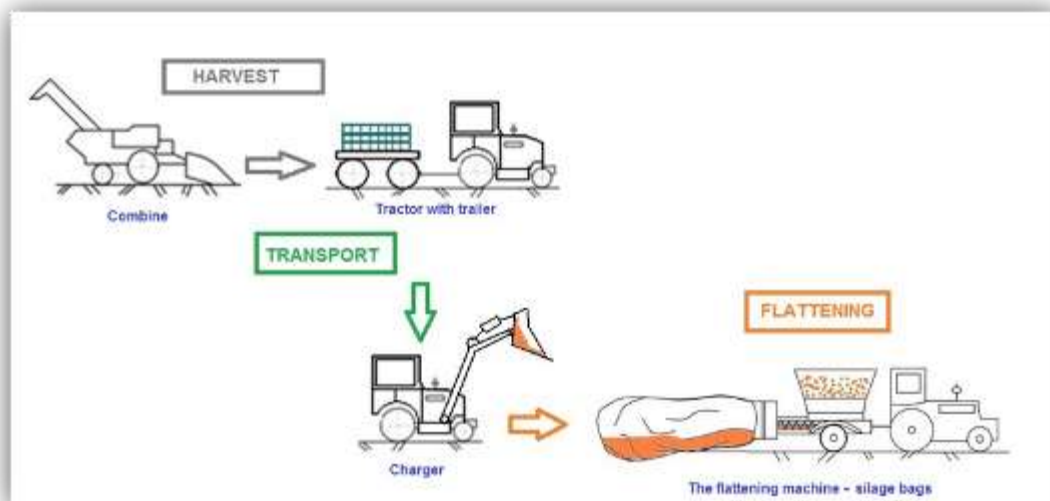 HARVEST
Combine
Tractor with trailer
TRANSPORT
FLATTENING
Charger
The flattening machine - silage bags